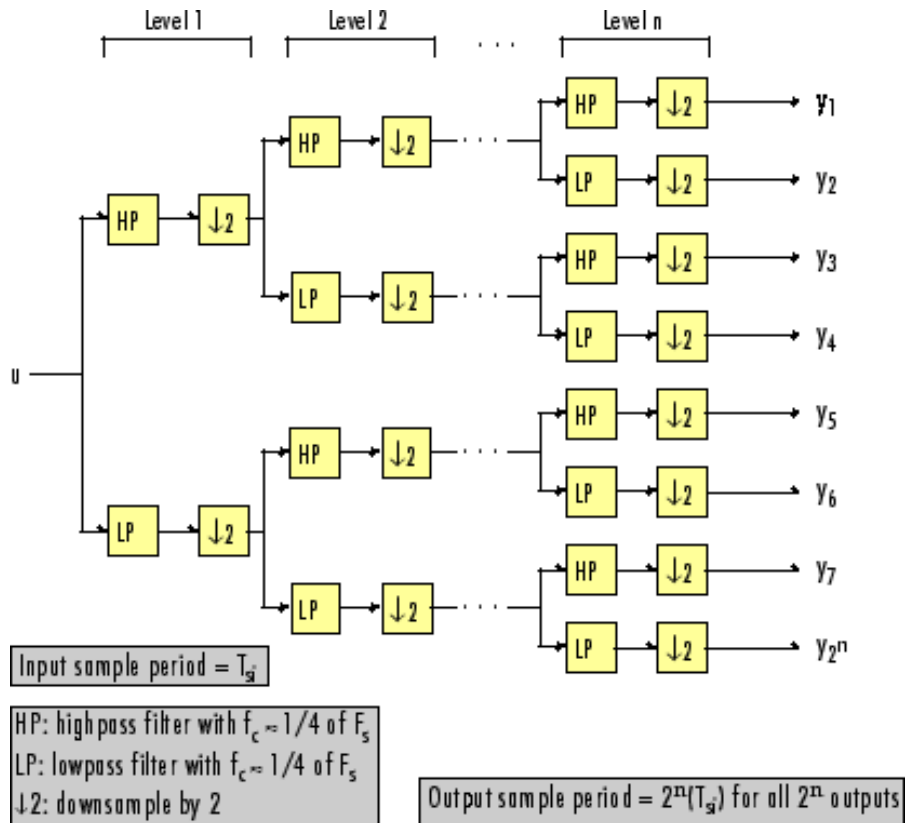 Level 1 Level 2 . . . Level n
HP ↓2 y1
HP ↓2 . . .
LP ↓2 y2
HP ↓2
HP ↓2 y3
LP ↓2 . . .
LP ↓2 y4
u
HP ↓2 y5
HP ↓2 . . .
LP ↓2 y6
LP ↓2
HP ↓2 y7
LP ↓2 . . .
LP ↓2 y2ⁿ
Input sample period = Tsi
HP: highpass filter with fc ≈ 1/4 of Fs
LP: lowpass filter with fc ≈ 1/4 of Fs
↓2: downsample by 2
Output sample period = 2ⁿ(Tsi) for all 2ⁿ outputs